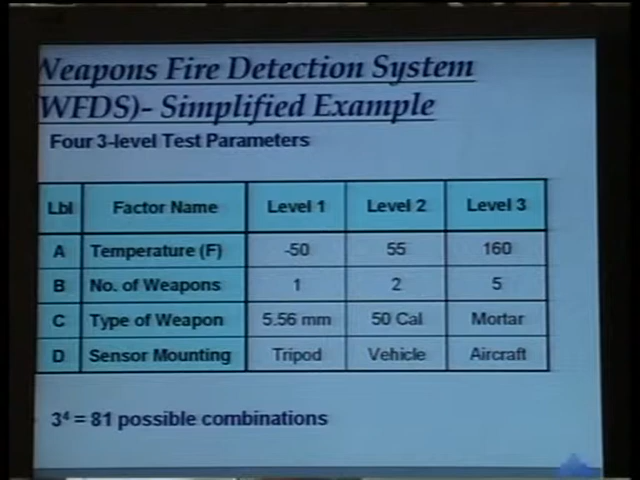 Weapons Fire Detection System
WFDS)- Simplified Example
Four 3-level Test Parameters
Lbl Factor Name Level 1 Level 2 Level 3
A Temperature (F) -50 55 160
B No. of Weapons 1 2 5
C Type of Weapon 5.56 mm 50 Cal Mortar
D Sensor Mounting Tripod Vehicle Aircraft
3⁴ = 81 possible combinations